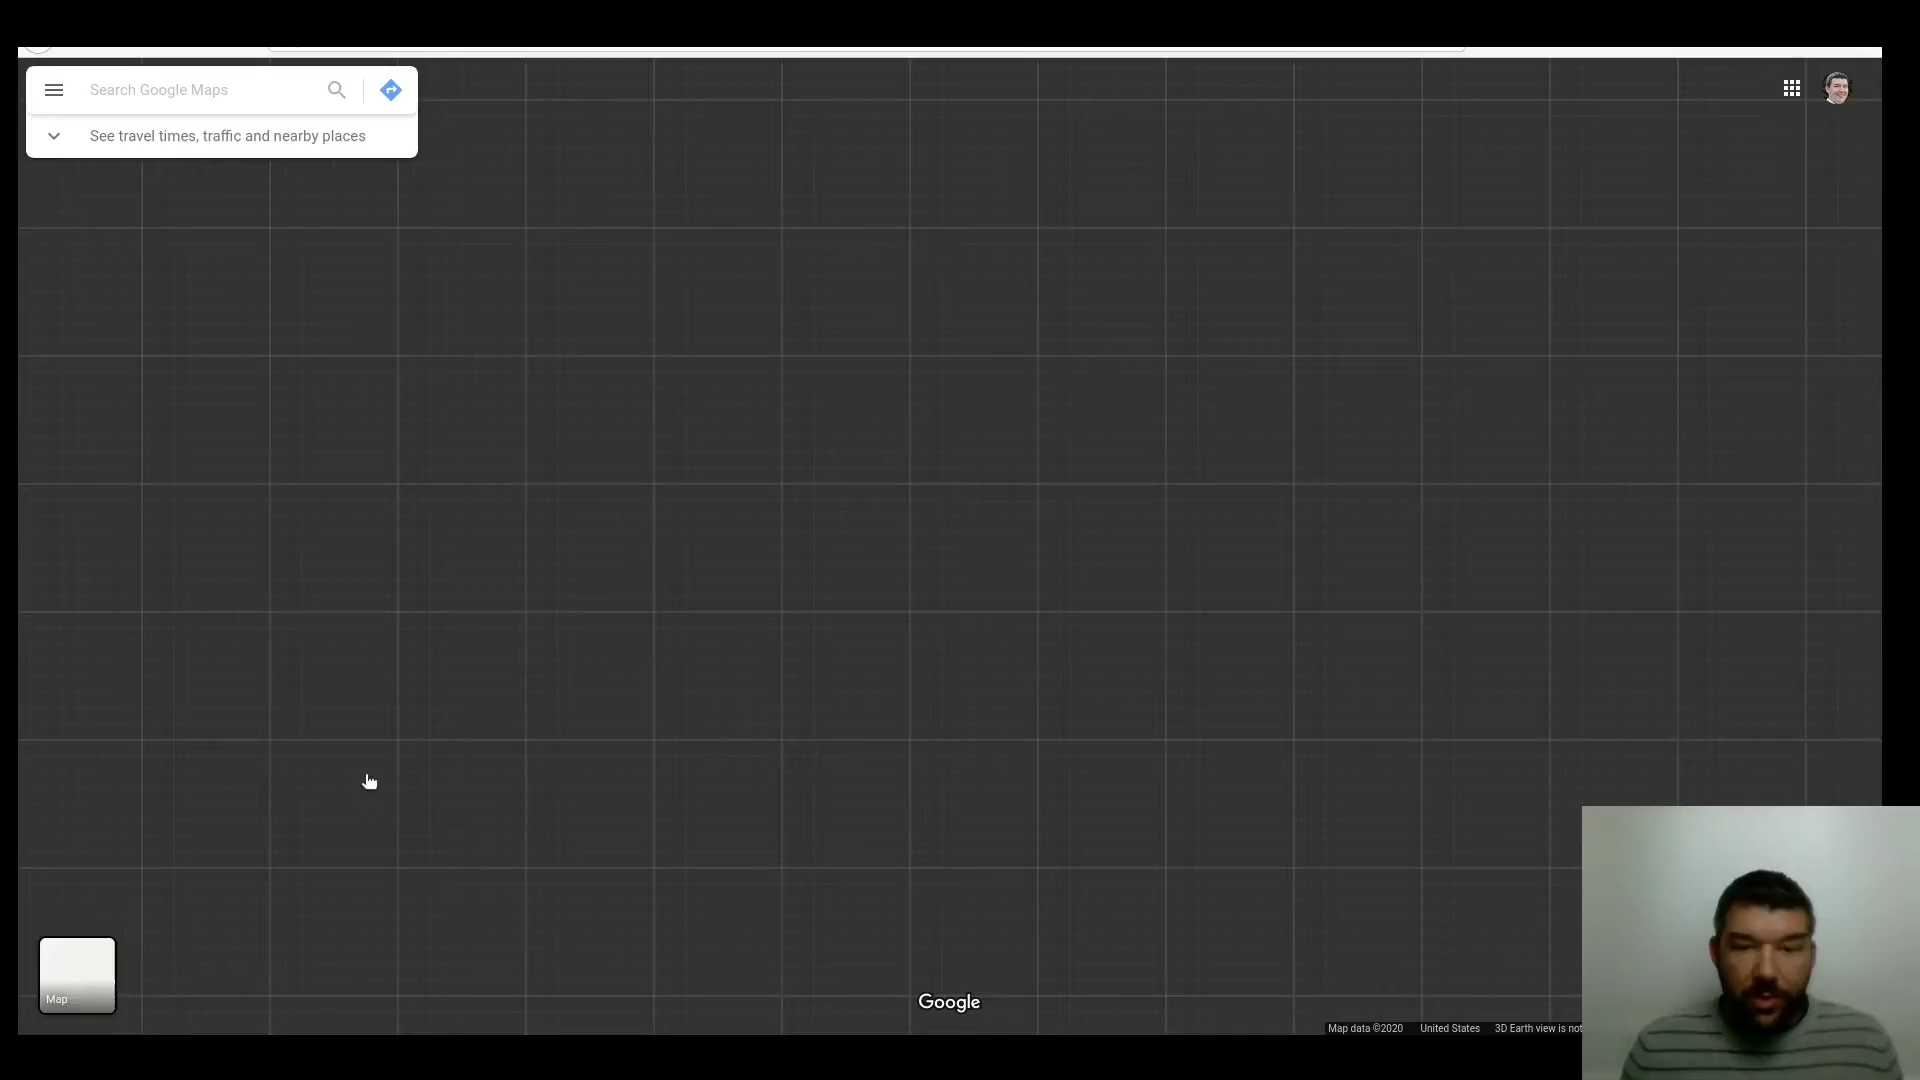 Search Google Maps
See travel times, traffic and nearby places
Map
Google
Map data ©2020 United States 3D Earth view is not